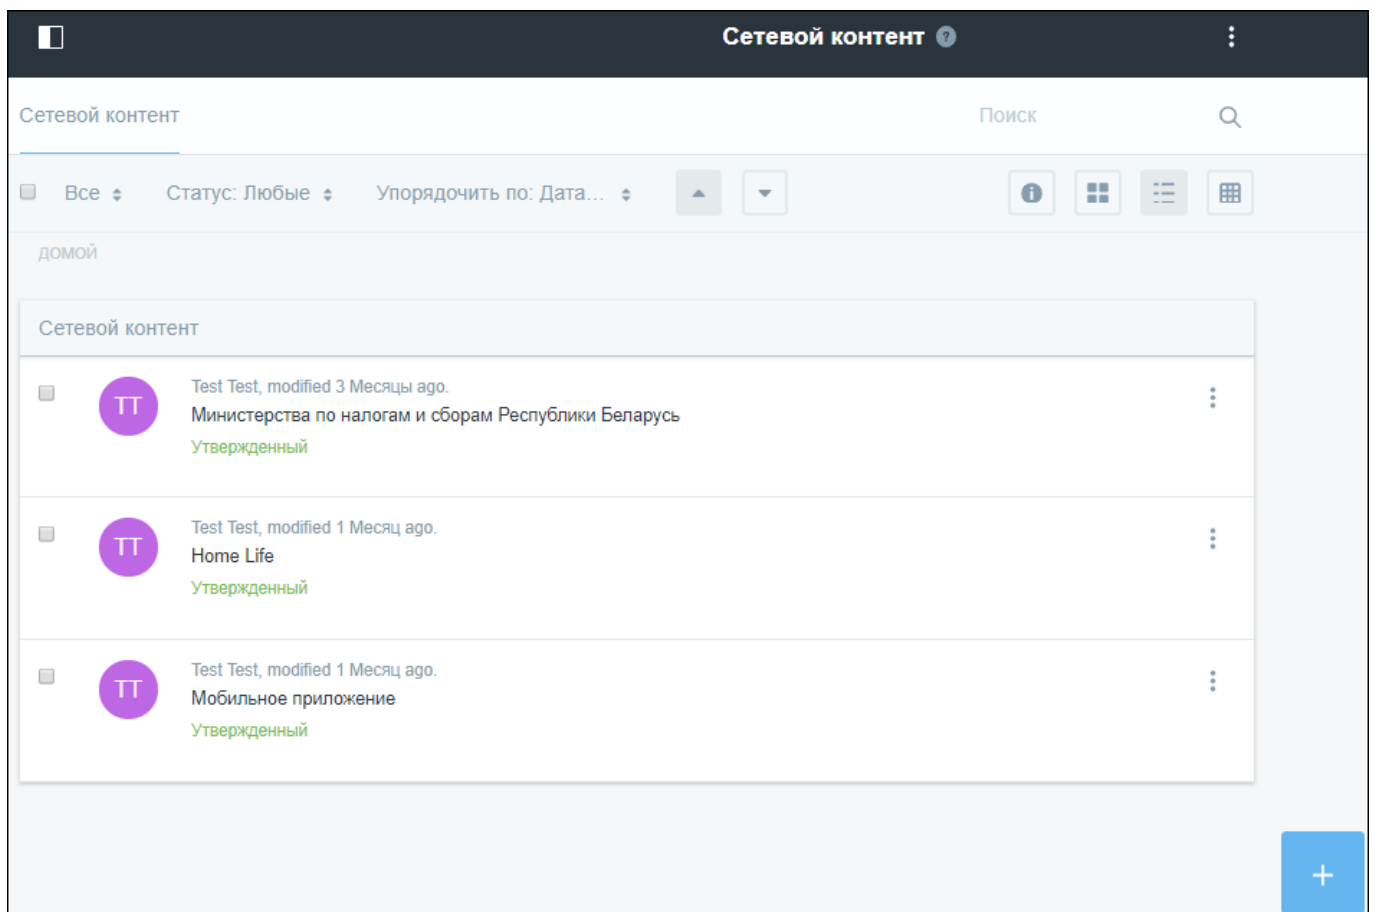 Сетевой контент ?
Сетевой контент Поиск
Все Статус: Любые Упорядочить по: Дата...
домой
Сетевой контент
Test Test, modified 3 Месяцы ago.
TT
Министерства по налогам и сборам Республики Беларусь
Утвержденный
Test Test, modified 1 Месяц ago.
TT
Home Life
Утвержденный
Test Test, modified 1 Месяц ago.
TT
Мобильное приложение
Утвержденный